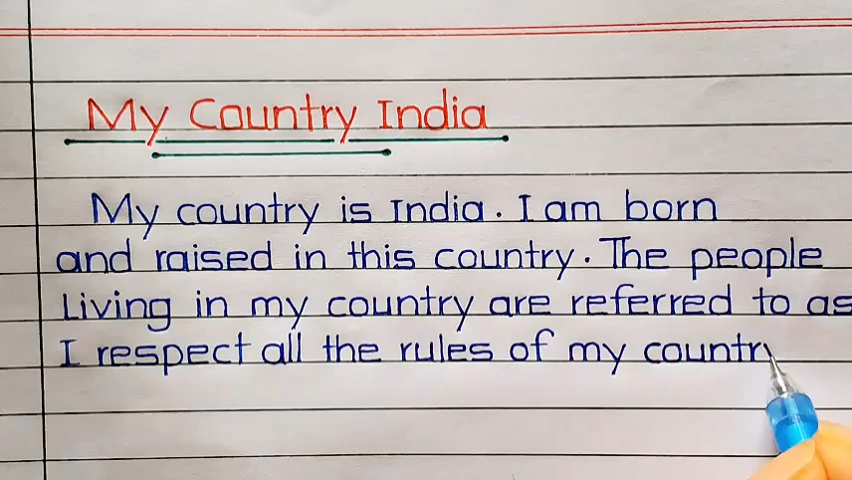 My Country India
My country is India. I am born
and raised in this country. The people
Living in my country are referred to as
I respect all the rules of my country